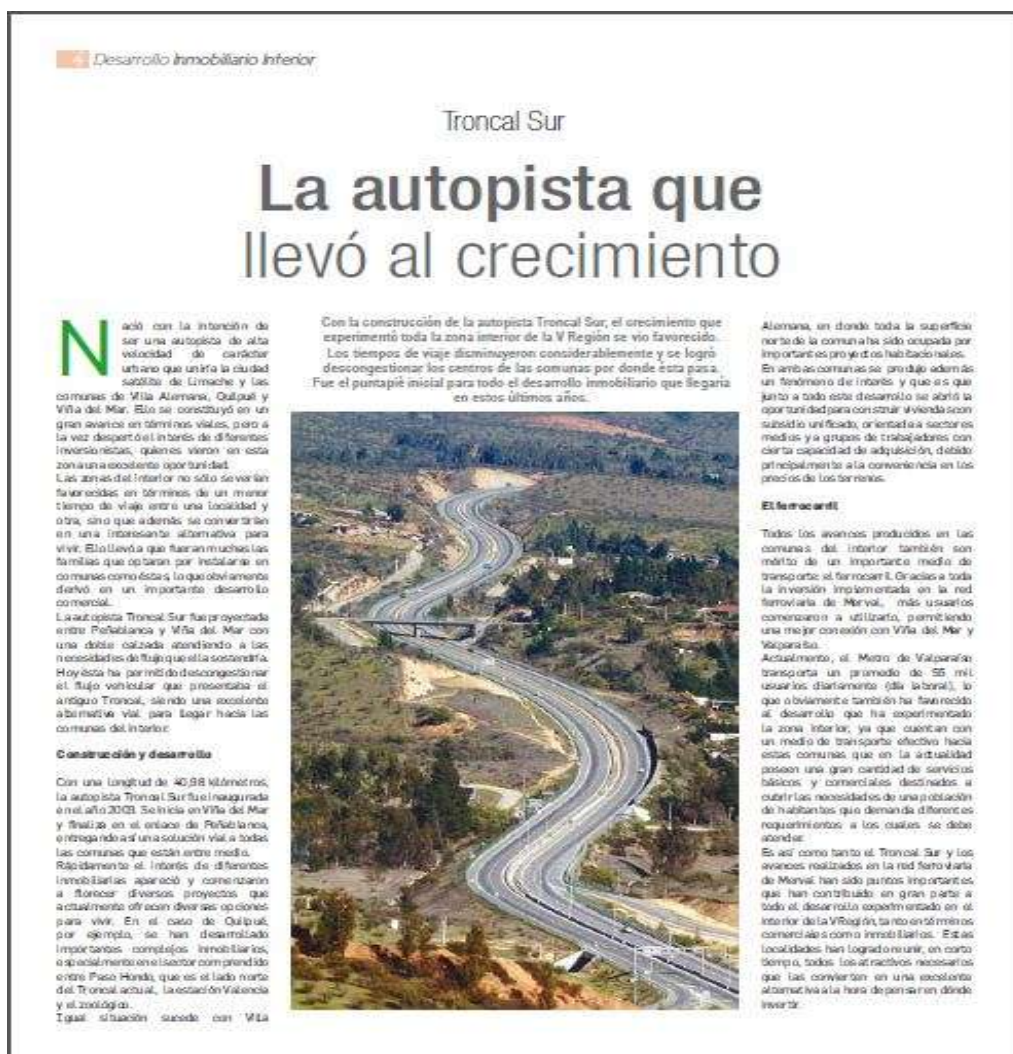 4 Desarrollo Inmobiliario Interior
Troncal Sur
La autopista que
llevó al crecimiento
Nació con la intención de
ser una autopista de alta
velocidad de carácter
urbano que uniría la ciudad
satélite de Limache y las
comunas de Villa Alemana, Quilpué y
Viña del Mar. Ello se constituyó en un
gran avance en términos viales, pero a
la vez despertó el interés de diferentes
inversionistas, quienes vieron en esta
zona una excelente oportunidad.
Las zonas del interior no sólo se verían
favorecidas en términos de un menor
tiempo de viaje entre una localidad y
otra, sino que además se convertirían
en una interesante alternativa para
vivir. Ello llevó a que fueran muchas las
familias que optaran por instalarse en
comunas como éstas, lo que obviamente
derivó en un importante desarrollo
comercial.
La autopista Troncal Sur fue proyectada
entre Peñablanca y Viña del Mar con
una doble calzada atendiendo a las
necesidades de flujo que ella sostendría.
Hoy ésta ha permitido descongestionar
el flujo vehicular que presentaba el
antiguo Troncal, siendo una excelente
alternativa vial para llegar hacia las
comunas del interior.
Construcción y desarrollo
Con una longitud de 40,98 kilómetros,
la autopista Troncal Sur fue inaugurada
en el año 2003. Se inicia en Viña del Mar
y finaliza en el enlace de Peñablanca,
entregando así una solución vial a todas
las comunas que están entre medio.
Rápidamente el interés de diferentes
inmobiliarias apareció y comenzaron
a florecer diversos proyectos que
actualmente ofrecen diversas opciones
para vivir. En el caso de Quilpué,
por ejemplo, se han desarrollado
importantes complejos inmobiliarios,
especialmente en el sector comprendido
entre Paso Hondo, que es el lado norte
del Troncal actual, la estación Valencia
y el zoológico.
Igual situación sucede con Villa
Con la construcción de la autopista Troncal Sur, el crecimiento que
experimentó toda la zona interior de la V Región se vio favorecido.
Los tiempos de viaje disminuyeron considerablemente y se logró
descongestionar los centros de las comunas por donde ésta pasa.
Fue el puntapié inicial para todo el desarrollo inmobiliario que llegaría
en estos últimos años.
Alemana, en donde toda la superficie
norte de la comuna ha sido ocupada por
importantes proyectos habitacionales.
En ambas comunas se produjo además
un fenómeno de interés y que es que
junto a todo este desarrollo se abrió la
oportunidad para construir viviendas con
subsidio unificado, orientada a sectores
medios y a grupos de trabajadores con
cierta capacidad de adquisición, debido
principalmente a la conveniencia en los
precios de los terrenos.
El ferrocarril
Todos los avances producidos en las
comunas del interior también son
mérito de un importante medio de
transporte: el ferrocarril. Gracias a toda
la inversión implementada en la red
ferroviaria de Merval, más usuarios
comenzaron a utilizarlo, permitiendo
una mejor conexión con Viña del Mar y
Valparaíso.
Actualmente, el Metro de Valparaíso
transporta un promedio de 55 mil
usuarios diariamente (día laboral), lo
que obviamente también ha favorecido
al desarrollo que ha experimentado
la zona interior, ya que cuentan con
un medio de transporte efectivo hacia
estas comunas que en la actualidad
poseen una gran cantidad de servicios
básicos y comerciales destinados a
cubrir las necesidades de una población
de habitantes que demanda diferentes
requerimientos a los cuales se debe
atender.
Es así como tanto el Troncal Sur y los
avances realizados en la red ferroviaria
de Merval han sido puntos importantes
que han contribuido en gran parte a
todo el desarrollo experimentado en el
interior de la V Región, tanto en términos
comerciales como inmobiliarios. Estas
localidades han logrado reunir, en corto
tiempo, todos los atractivos necesarios
que las convierten en una excelente
alternativa a la hora de pensar en dónde
invertir.